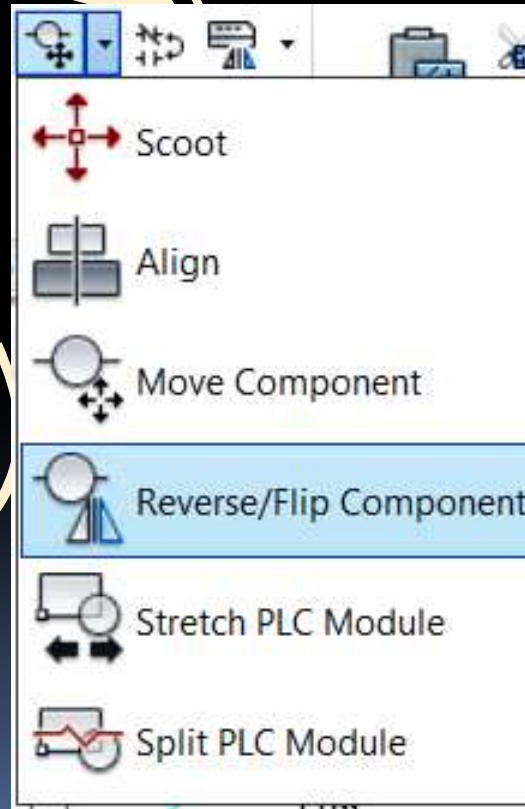 Scoot
Align
Move Component
Reverse/Flip Component
Stretch PLC Module
Split PLC Module